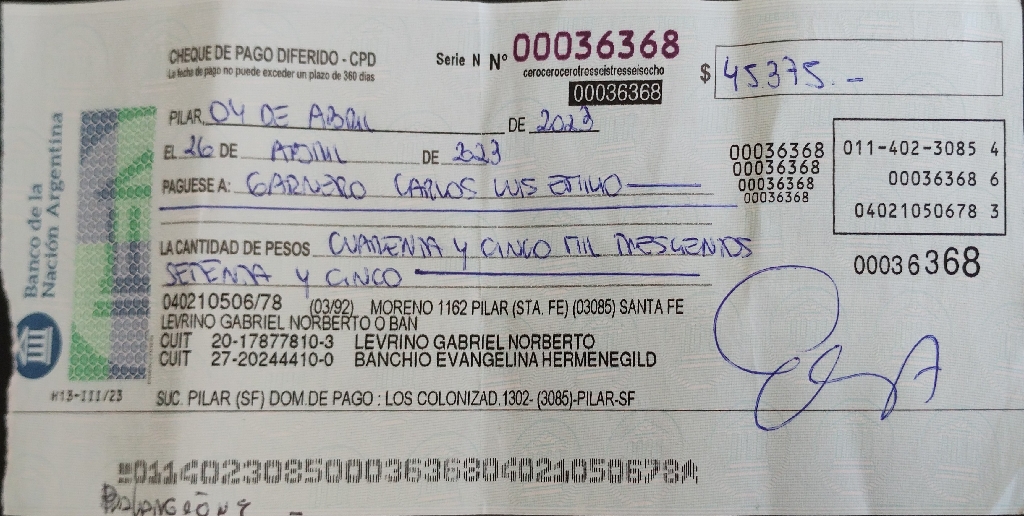 CHEQUE DE PAGO DIFERIDO - CPD
La fecha de pago no puede exceder un plazo de 360 dias
Serie N Nº 00036368
cerocerocerotresseistresseisocho
00036368
$ 45375.-
PILAR, 04 DE ABRIL DE 2023
EL 26 DE ABRIL DE 2023
PAGUESE A: GARNERO CARLOS LUIS EMILIO
00036368
00036368
00036368
00036368
011-402-3085 4
00036368 6
04021050678 3
00036368
LA CANTIDAD DE PESOS CUARENTA Y CINCO MIL TRESCIENTOS
SETENTA Y CINCO
040210506/78 (03/92) MORENO 1162 PILAR (STA. FE) (03085) SANTA FE
LEVRINO GABRIEL NORBERTO O BAN
CUIT 20-17877810-3 LEVRINO GABRIEL NORBERTO
CUIT 27-20244410-0 BANCHIO EVANGELINA HERMENEGILD
SUC. PILAR (SF) DOM.DE PAGO : LOS COLONIZAD.1302- (3085)-PILAR-SF
Banco de la
Nación Argentina
H13-III/23
01140230850003636804021050678